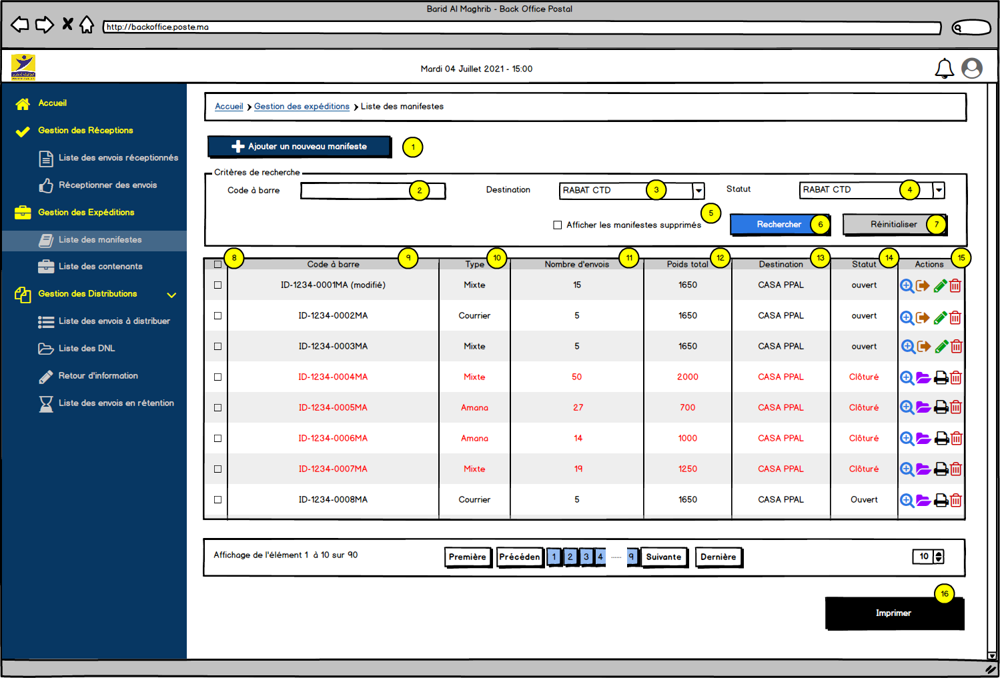 Barid Al Maghrib - Back Office Postal
http://backoffice.poste.ma
Mardi 04 Juillet 2021 - 15:00
Accueil
Gestion des Réceptions
Liste des envois réceptionnés
Réceptionner des envois
Gestion des Expéditions
Liste des manifestes
Liste des contenants
Gestion des Distributions
Liste des envois à distribuer
Liste des DNL
Retour d'information
Liste des envois en rétention
Accueil Gestion des expéditions Liste des manifestes
Ajouter un nouveau manifeste 1
Critères de recherche
Code à barre 2 Destination RABAT CTD 3 Statut RABAT CTD 4
Afficher les manifestes supprimés 5 Rechercher 6 Réinitialiser 7
8 Code à barre 9 Type 10 Nombre d'envois 11 Poids total 12 Destination 13 Statut 14 Actions 15
ID-1234-0001MA (modifié) Mixte 15 1650 CASA PPAL ouvert
ID-1234-0002MA Courrier 5 1650 CASA PPAL ouvert
ID-1234-0003MA Mixte 5 1650 CASA PPAL ouvert
ID-1234-0004MA Mixte 50 2000 CASA PPAL Clôturé
ID-1234-0005MA Amana 27 700 CASA PPAL Clôturé
ID-1234-0006MA Amana 14 1000 CASA PPAL Clôturé
ID-1234-0007MA Mixte 19 1250 CASA PPAL Clôturé
ID-1234-0008MA Courrier 5 1650 CASA PPAL Ouvert
Affichage de l'élément 1 à 10 sur 90 Première Précéden 1 2 3 4 ...... 9 Suivante Dernière 10
16
Imprimer